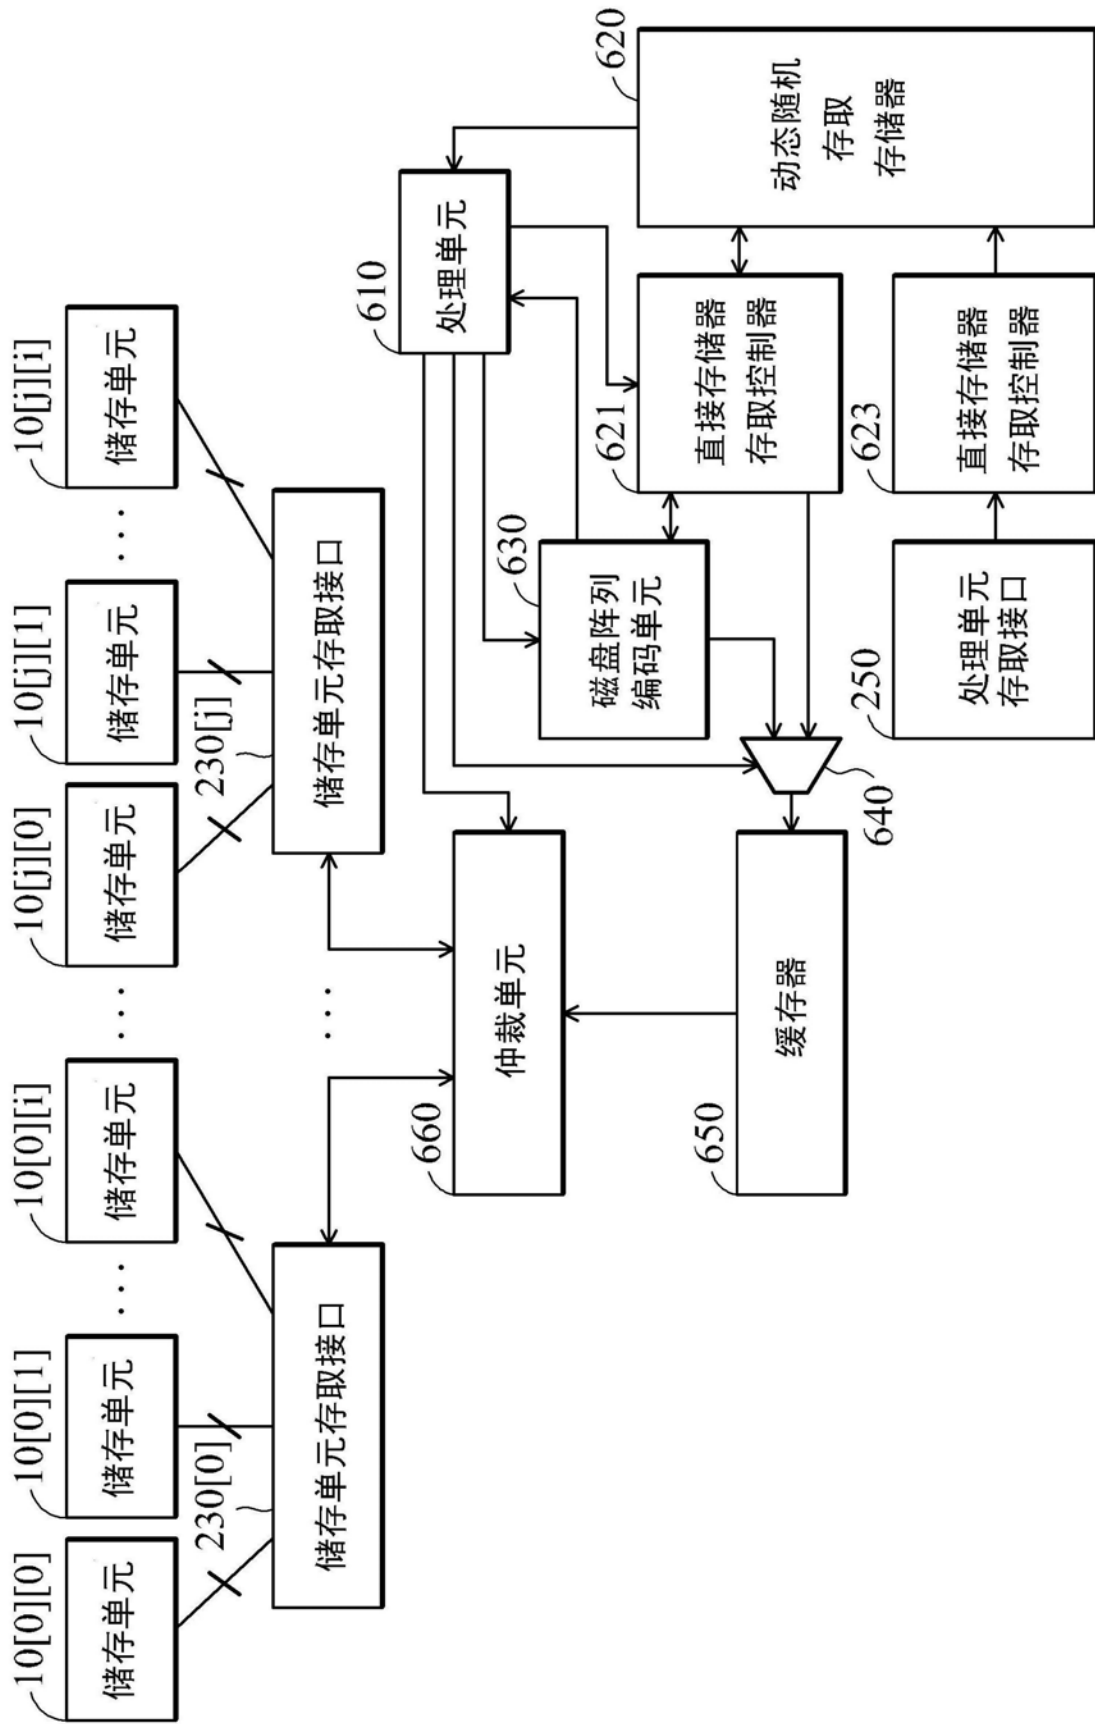 10[0][0]
储存单元
10[0][1]
储存单元
...
10[0][i]
储存单元
...
10[j][0]
储存单元
10[j][1]
储存单元
...
10[j][i]
储存单元
230[0]
储存单元存取接口
...
230[j]
储存单元存取接口
660
仲裁单元
610
处理单元
650
缓存器
640
630
磁盘阵列
编码单元
621
直接存储器
存取控制器
620
动态随机
存取
存储器
250
处理单元
存取接口
623
直接存储器
存取控制器